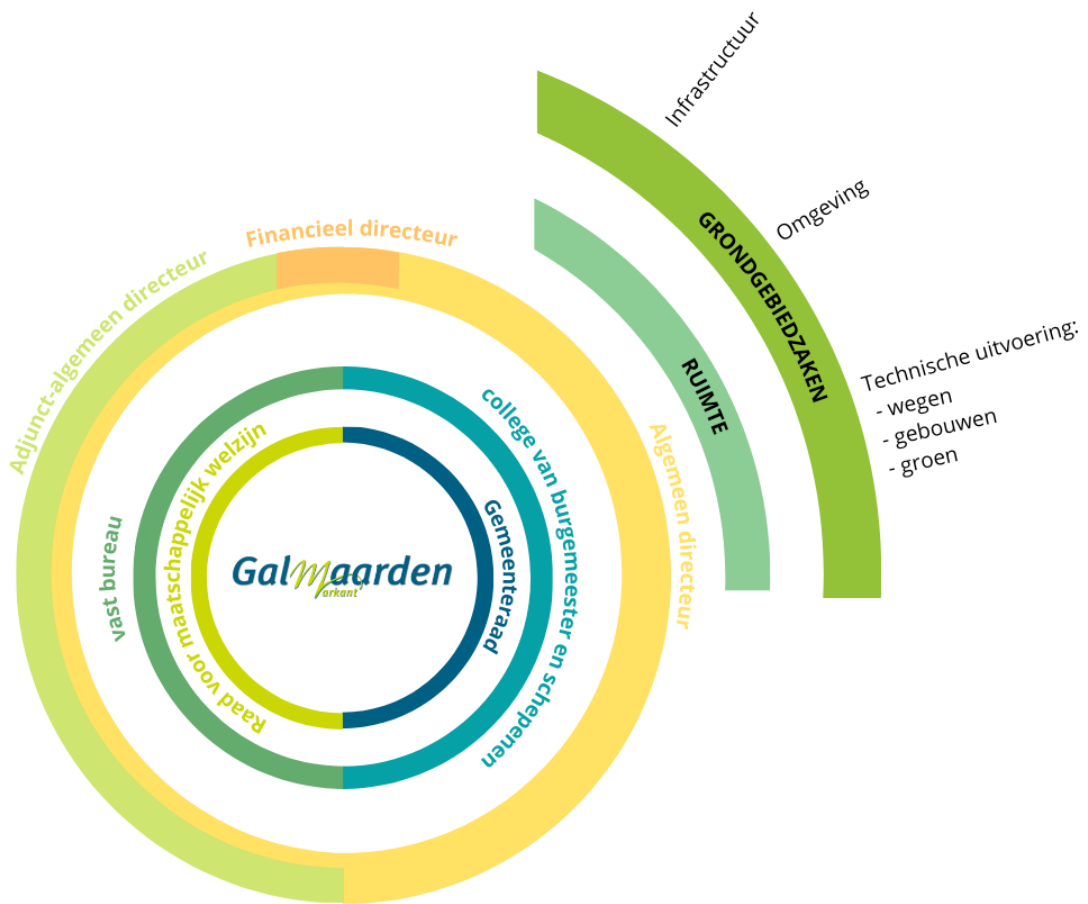 Infrastructuur
Omgeving
GRONDGEBIEDZAKEN
Technische uitvoering:
- wegen
- gebouwen
- groen
RUIMTE
Financieel directeur
Adjunct-algemeen directeur
Algemeen directeur
college van burgemeester en schepenen
vast bureau
Raad voor maatschappelijk welzijn
Gemeenteraad
Galmaarden
markant